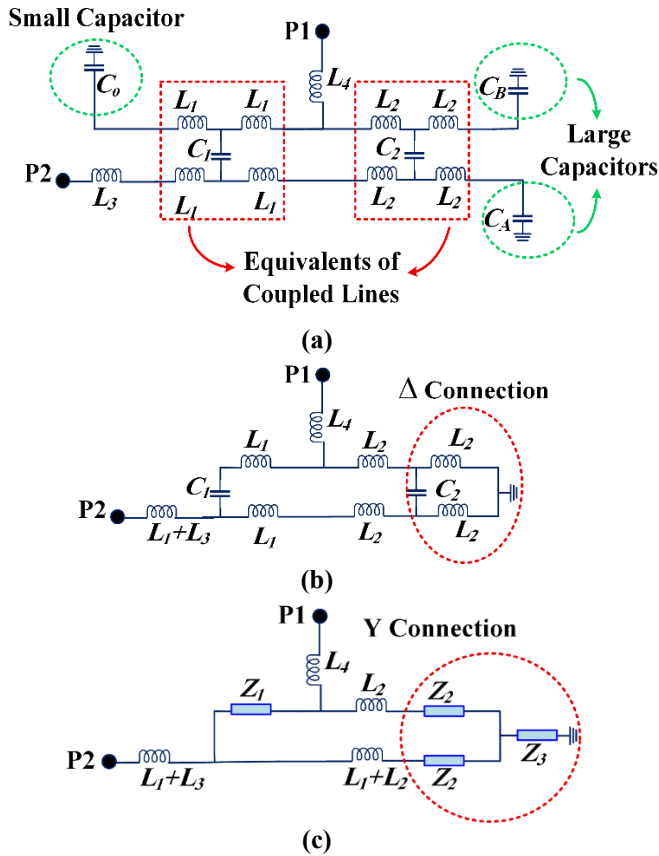 Small Capacitor
P1
Co
L4
CB
L1 L1 L2 L2
C1 C2
Large
Capacitors
P2
L3 L1 L1 L2 L2
CA
Equivalents of
Coupled Lines
(a)
P1
Δ Connection
L4
L1 L2 L2
C1 C2
P2
L1+L3 L1 L2 L2
(b)
P1
Y Connection
L4
Z1 L2 Z2
Z3
P2
L1+L3 L1+L2 Z2
(c)